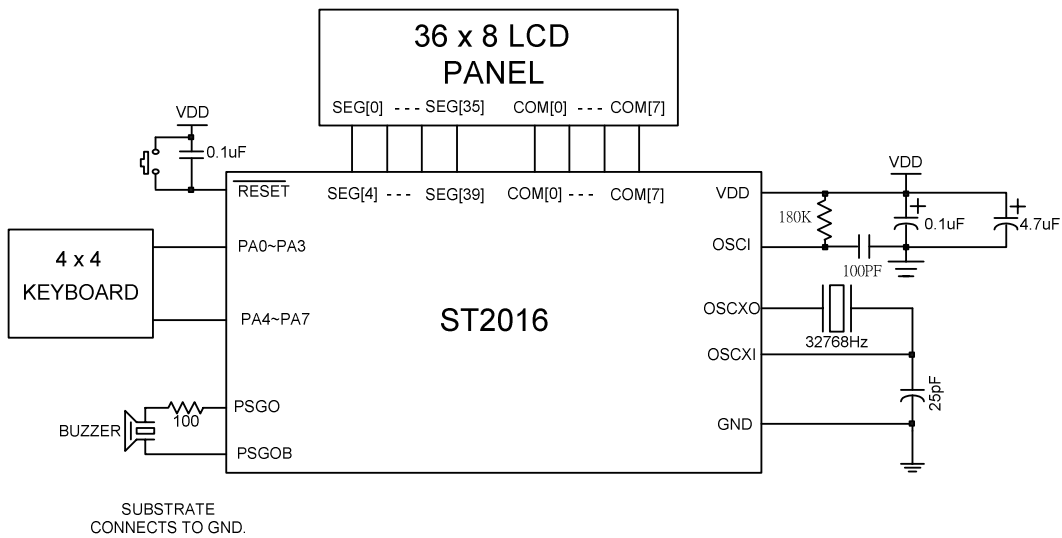 36 x 8 LCD
PANEL
SEG[0] - - - SEG[35] COM[0] - - - COM[7]
VDD
0.1uF
RESET
SEG[4] - - - SEG[39] COM[0] - - - COM[7]
VDD
VDD
180K
+
0.1uF
+
4.7uF
4 x 4
KEYBOARD
PA0~PA3
OSCI
100PF
PA4~PA7
ST2016
OSCXO
32768Hz
OSCXI
25pF
PSGO
100
BUZZER
PSGOB
GND
SUBSTRATE
CONNECTS TO GND.